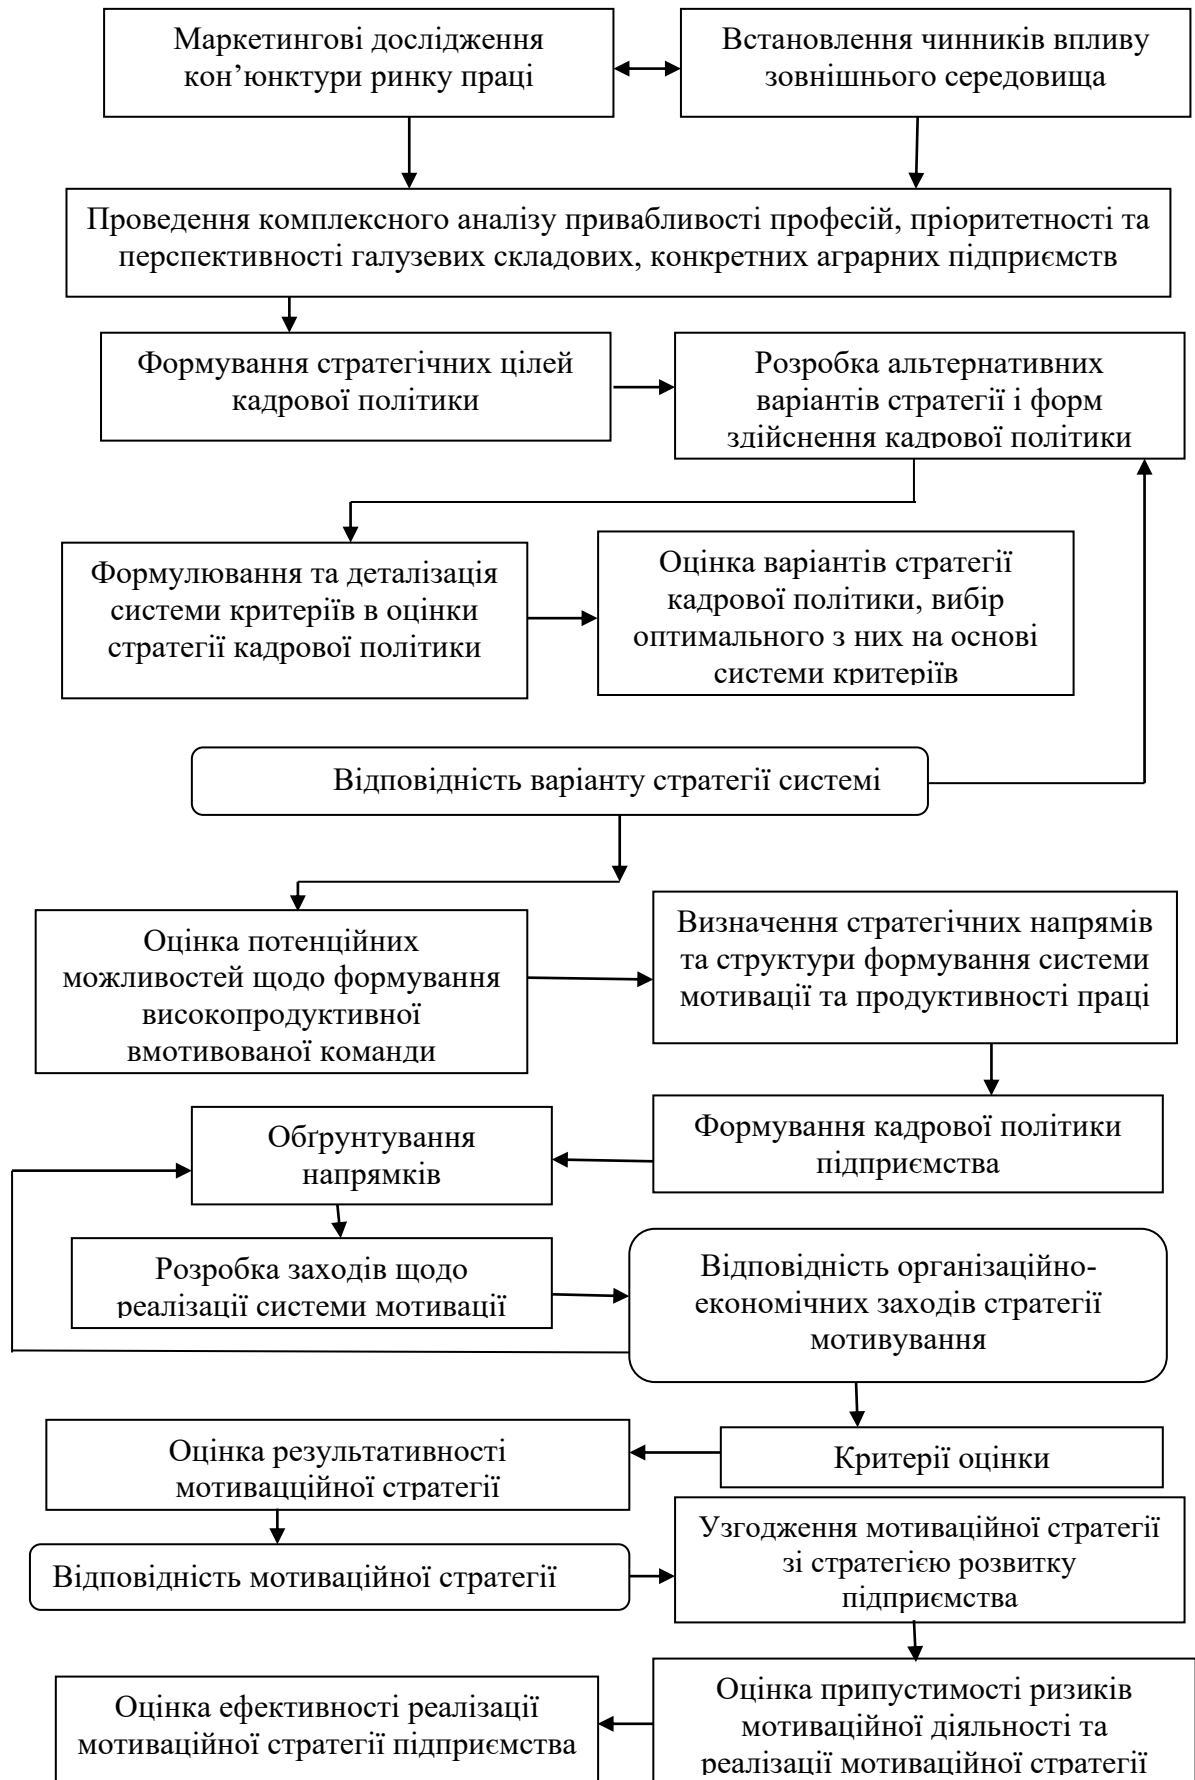 Маркетингові дослідження
кон’юнктури ринку праці
Встановлення чинників впливу
зовнішнього середовища
Проведення комплексного аналізу привабливості професій, пріоритетності та
перспективності галузевих складових, конкретних аграрних підприємств
Формування стратегічних цілей
кадрової політики
Розробка альтернативних
варіантів стратегії і форм
здійснення кадрової політики
Формулювання та деталізація
системи критеріїв в оцінки
стратегії кадрової політики
Оцінка варіантів стратегії
кадрової політики, вибір
оптимального з них на основі
системи критеріїв
Відповідність варіанту стратегії системі
Оцінка потенційних
можливостей щодо формування
високопродуктивної
вмотивованої команди
Визначення стратегічних напрямів
та структури формування системи
мотивації та продуктивності праці
Обґрунтування
напрямків
Формування кадрової політики
підприємства
Розробка заходів щодо
реалізації системи мотивації
Відповідність організаційно-
економічних заходів стратегії
мотивування
Оцінка результативності
мотивацційної стратегії
Критерії оцінки
Відповідність мотиваційної стратегії
Узгодження мотиваційної стратегії
зі стратегією розвитку
підприємства
Оцінка ефективності реалізації
мотиваційної стратегії підприємства
Оцінка припустимості ризиків
мотиваційної діяльності та
реалізації мотиваційної стратегії